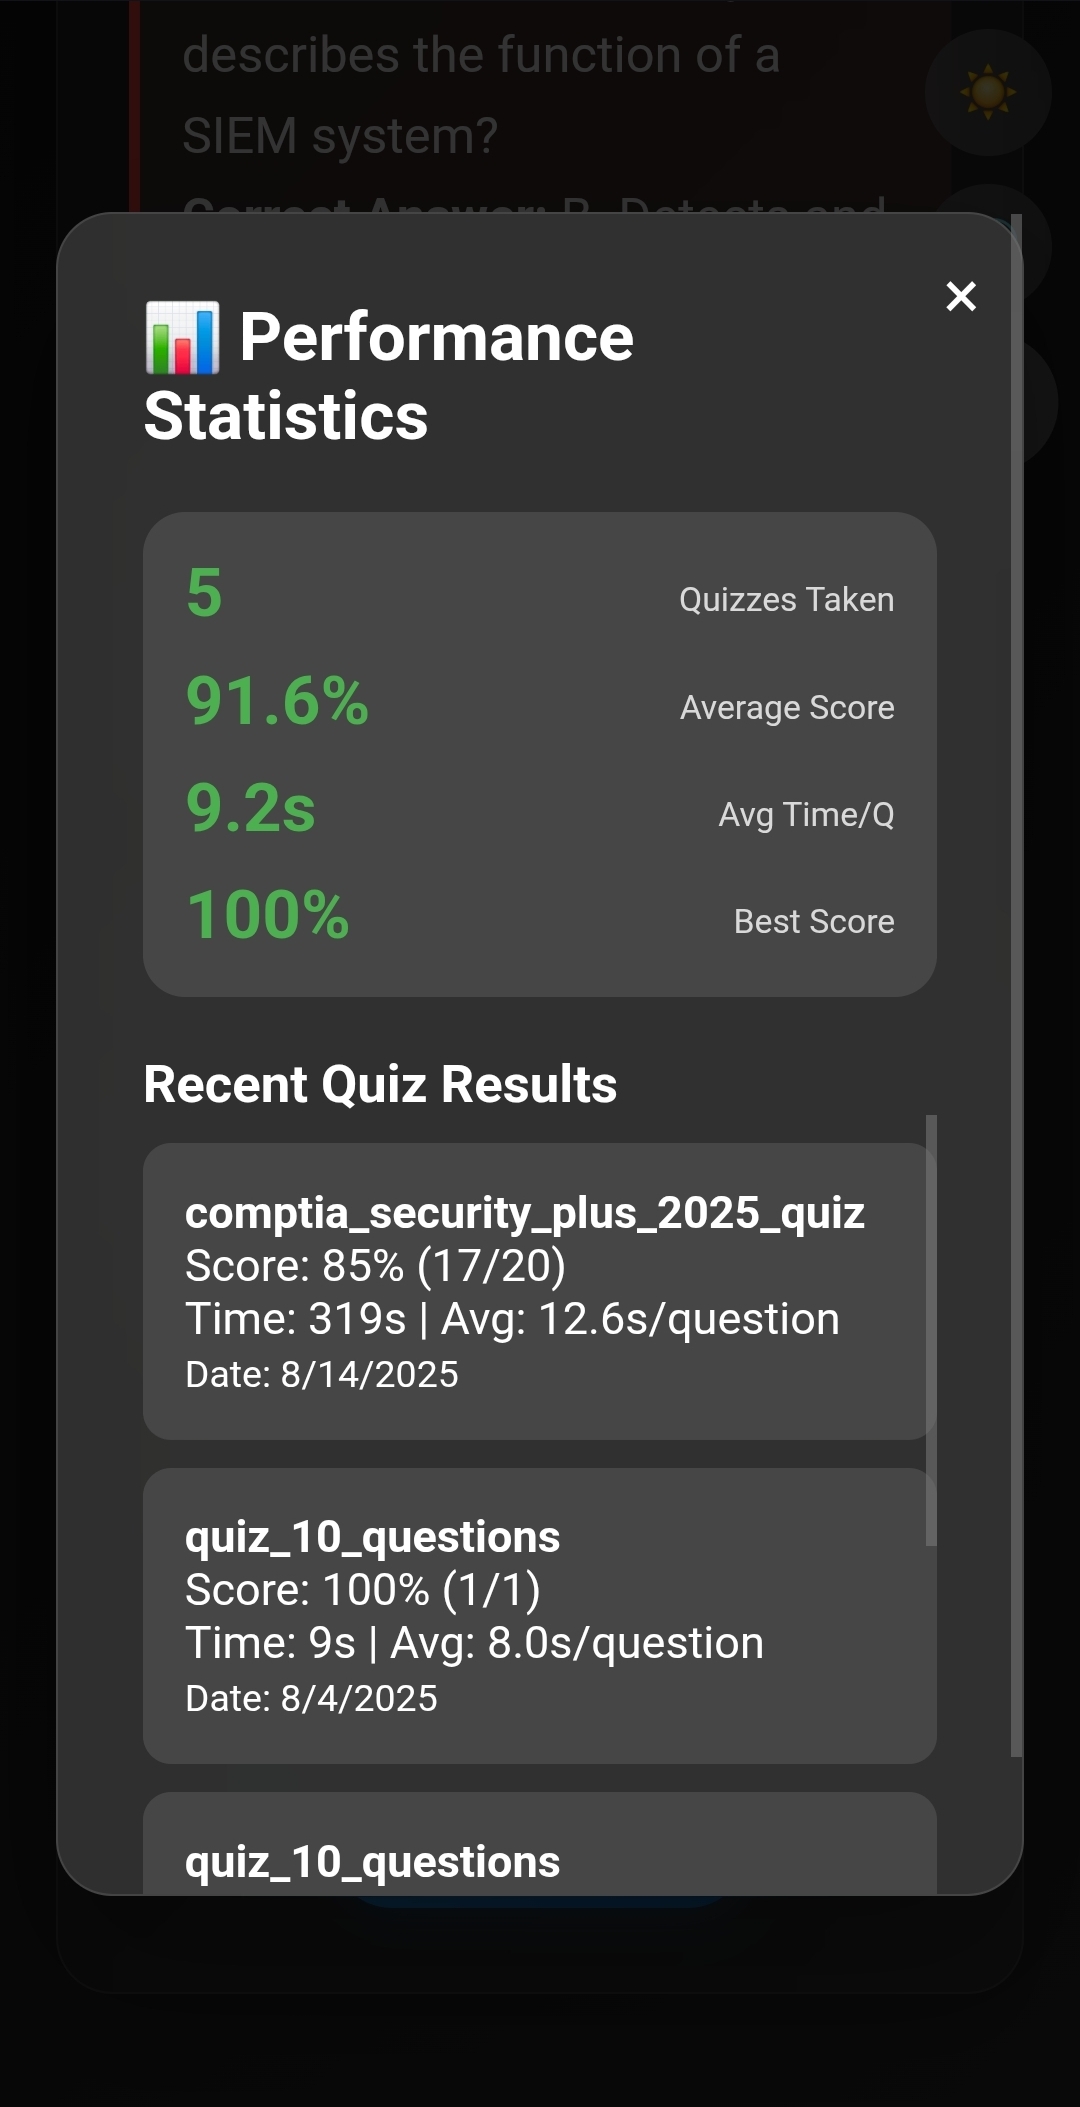 describes the function of a
SIEM system?
Correct Answer: B. Detects and
📊 Performance
Statistics
×
5 Quizzes Taken
91.6% Average Score
9.2s Avg Time/Q
100% Best Score
Recent Quiz Results
comptia_security_plus_2025_quiz
Score: 85% (17/20)
Time: 319s | Avg: 12.6s/question
Date: 8/14/2025
quiz_10_questions
Score: 100% (1/1)
Time: 9s | Avg: 8.0s/question
Date: 8/4/2025
quiz_10_questions